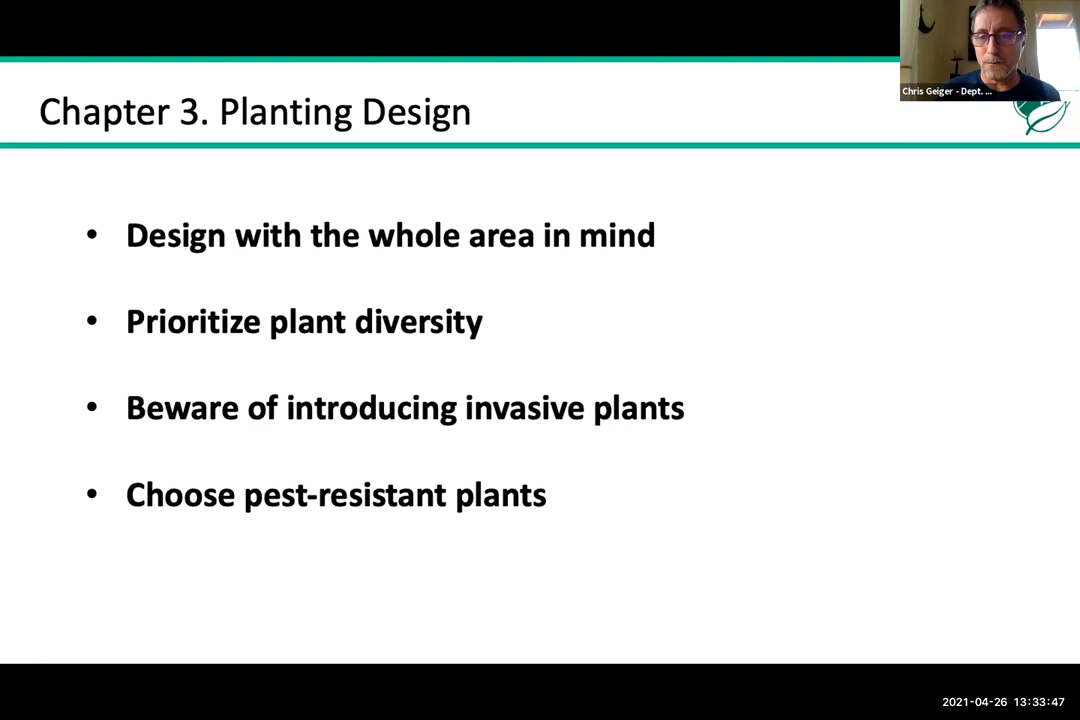 Chris Geiger - Dept. ...
Chapter 3. Planting Design
• Design with the whole area in mind
• Prioritize plant diversity
• Beware of introducing invasive plants
• Choose pest-resistant plants
2021-04-26 13:33:47